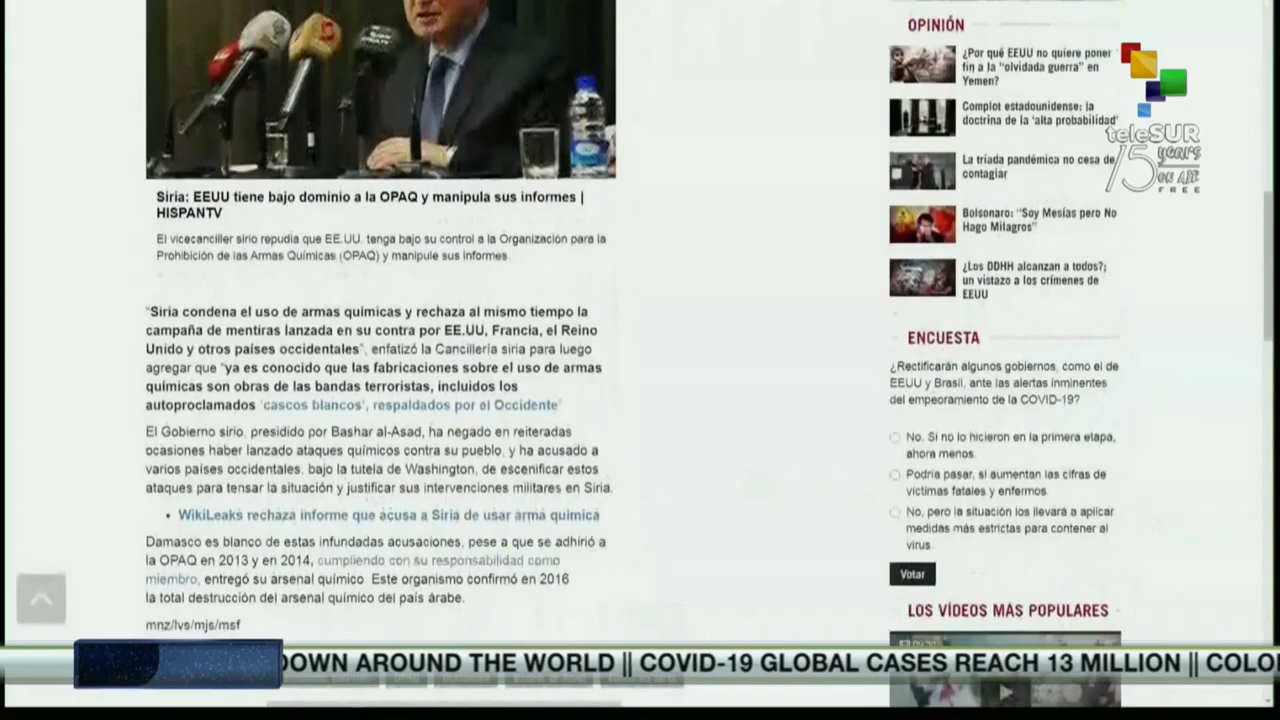 Siria: EEUU tiene bajo dominio a la OPAQ y manipula sus informes |
HISPANTV
El vicecanciller sirio repudia que EE.UU. tenga bajo su control a la Organización para la
Prohibición de las Armas Químicas (OPAQ) y manipule sus informes.
“Siria condena el uso de armas químicas y rechaza al mismo tiempo la
campaña de mentiras lanzada en su contra por EE.UU, Francia, el Reino
Unido y otros países occidentales”, enfatizó la Cancillería siria para luego
agregar que “ya es conocido que las fabricaciones sobre el uso de armas
químicas son obras de las bandas terroristas, incluidos los
autoproclamados ‘cascos blancos’, respaldados por el Occidente”
El Gobierno sirio, presidido por Bashar al-Asad, ha negado en reiteradas
ocasiones haber lanzado ataques químicos contra su pueblo, y ha acusado a
varios países occidentales, bajo la tutela de Washington, de escenificar estos
ataques para tensar la situación y justificar sus intervenciones militares en Siria.
• WikiLeaks rechaza informe que acusa a Siria de usar arma química
Damasco es blanco de estas infundadas acusaciones, pese a que se adhirió a
la OPAQ en 2013 y en 2014, cumpliendo con su responsabilidad como
miembro, entregó su arsenal químico. Este organismo confirmó en 2016
la total destrucción del arsenal químico del país árabe.
mnz/lvs/mjs/msf
OPINIÓN
¿Por qué EEUU no quiere poner
fin a la “olvidada guerra” en
Yemen?
Complot estadounidense: la
doctrina de la ‘alta probabilidad’
La tríada pandémica no cesa de
contagiar
Bolsonaro: “Soy Mesías pero No
Hago Milagros”
¿Los DDHH alcanzan a todos?;
un vistazo a los crímenes de
EEUU
ENCUESTA
¿Rectificarán algunos gobiernos, como el de
EEUU y Brasil, ante las alertas inminentes
del empeoramiento de la COVID-19?
No. Si no lo hicieron en la primera etapa,
ahora menos.
Podría pasar, si aumentan las cifras de
víctimas fatales y enfermos.
No, pero la situación los llevará a aplicar
medidas más estrictas para contener al
virus.
Votar
LOS VÍDEOS MÁS POPULARES
teleSUR
15 years
ON AIR
FREE
DOWN AROUND THE WORLD || COVID-19 GLOBAL CASES REACH 13 MILLION || COLO